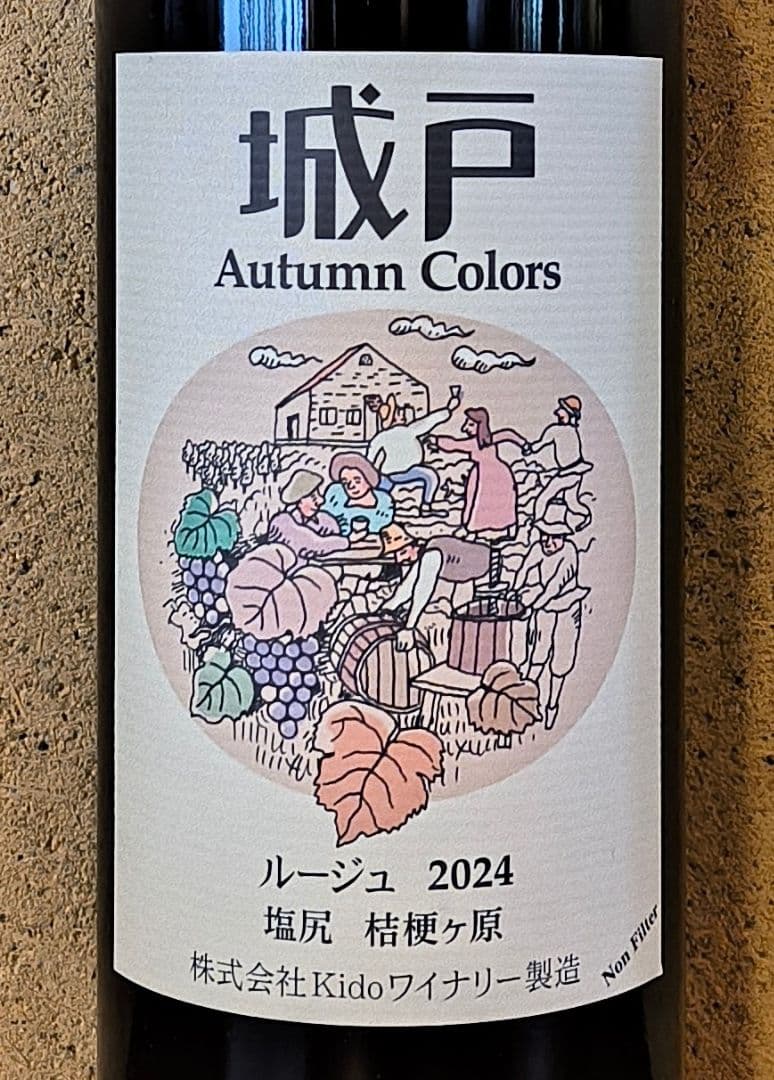 城戸
Autumn Colors
ルージュ 2024
塩尻 桔梗ヶ原
株式会社Kidoワイナリー製造
Non Filter